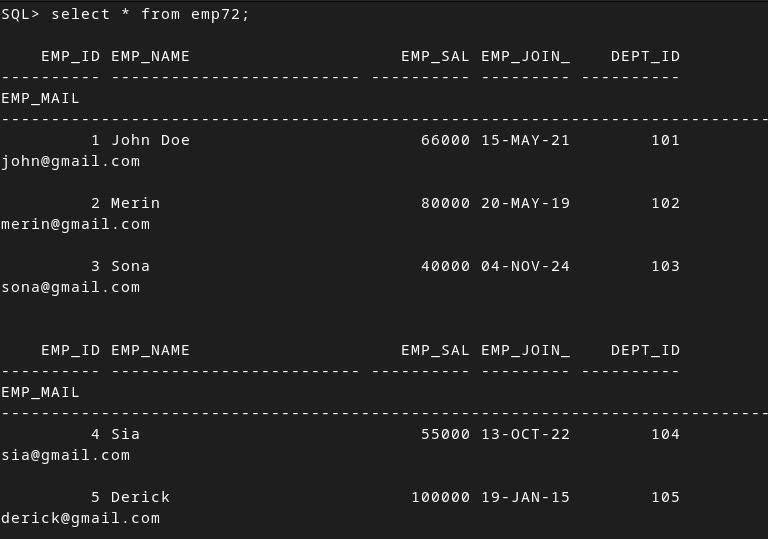 SQL> select * from emp72;
    EMP_ID EMP_NAME                     EMP_SAL EMP_JOIN_    DEPT_ID
---------- ------------------------- ---------- --------- ----------
EMP_MAIL
--------------------------------------------------------------------------------
         1 John Doe                       66000 15-MAY-21        101
john@gmail.com
         2 Merin                          80000 20-MAY-19        102
merin@gmail.com
         3 Sona                           40000 04-NOV-24        103
sona@gmail.com
    EMP_ID EMP_NAME                     EMP_SAL EMP_JOIN_    DEPT_ID
---------- ------------------------- ---------- --------- ----------
EMP_MAIL
--------------------------------------------------------------------------------
         4 Sia                            55000 13-OCT-22        104
sia@gmail.com
         5 Derick                        100000 19-JAN-15        105
derick@gmail.com